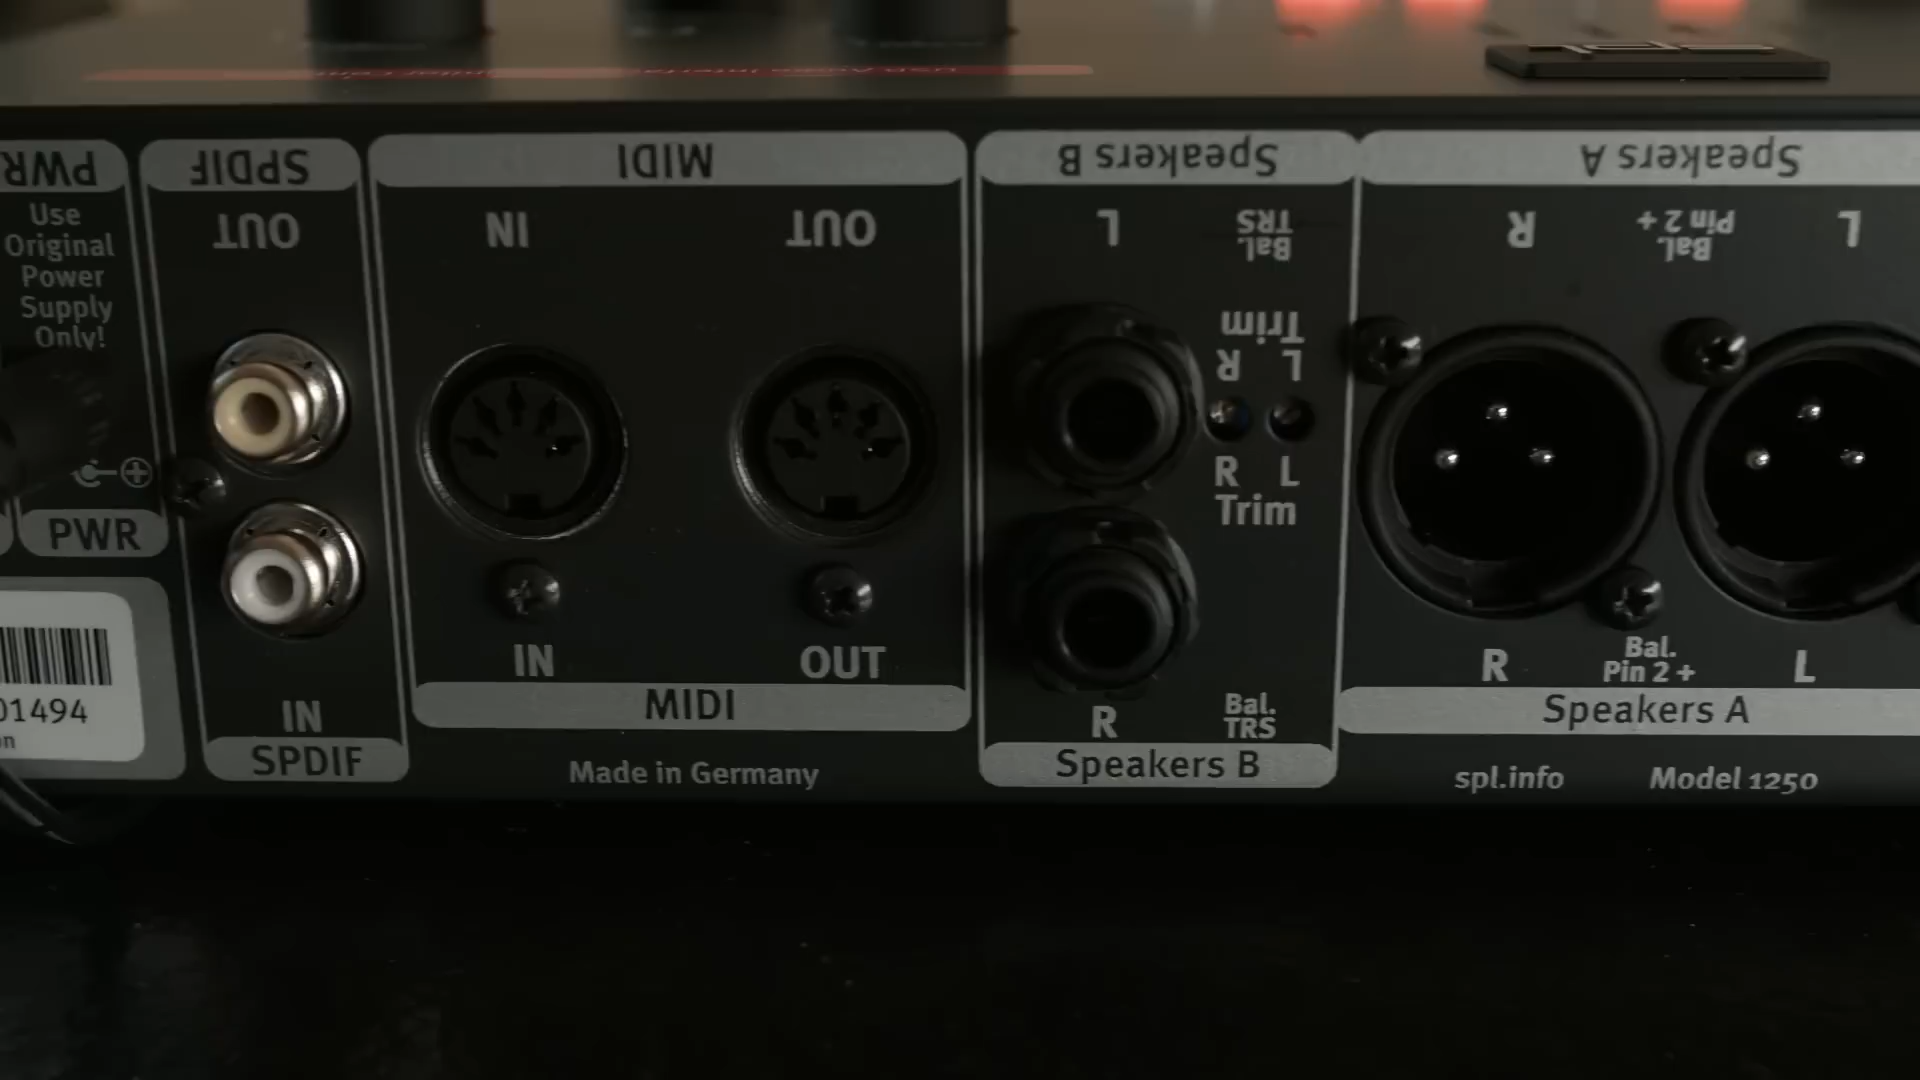 PWR
SPDIF
MIDI
Speakers B
Speakers A
Use
Original
Power
Supply
Only!
OUT
IN
OUT
L
Bal.
TRS
R
Bal.
Pin 2 +
L
Trim
R L
R L
Trim
PWR
01494
IN
SPDIF
IN
OUT
MIDI
Made in Germany
R
Bal.
TRS
Speakers B
R
Bal.
Pin 2 +
L
Speakers A
spl.info
Model 1250